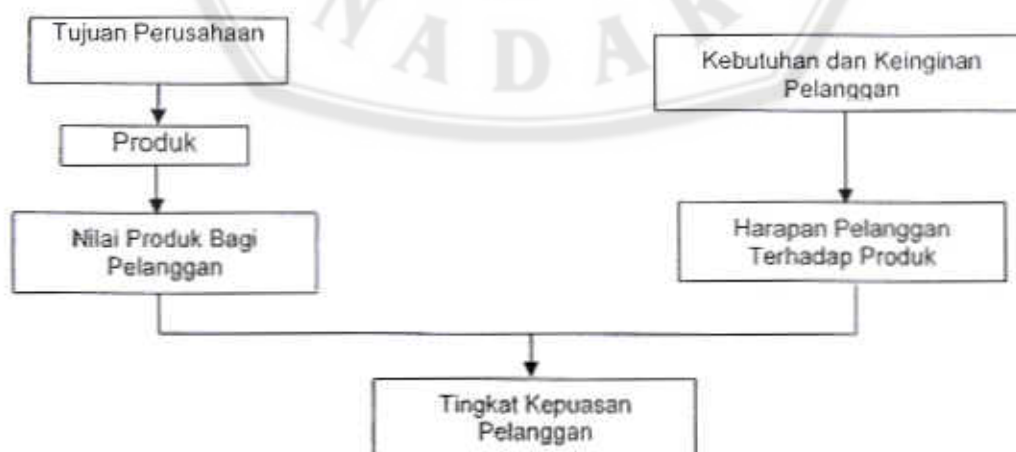 Tujuan Perusahaan
Produk
Nilai Produk Bagi
Pelanggan
Kebutuhan dan Keinginan
Pelanggan
Harapan Pelanggan
Terhadap Produk
Tingkat Kepuasan
Pelanggan